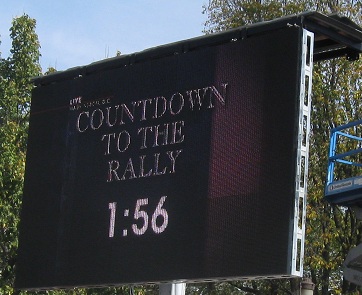 LIVE
COUNTDOWN
TO THE
RALLY
1:56